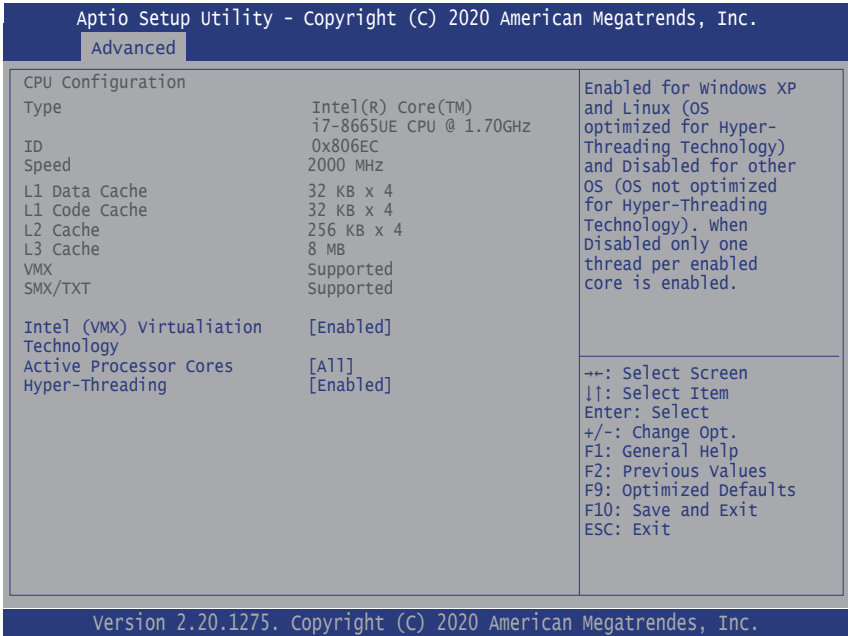 Aptio Setup Utility - Copyright (C) 2020 American Megatrends, Inc.
Advanced
CPU Configuration
Type Intel(R) Core(TM)
i7-8665UE CPU @ 1.70GHz
ID 0x806EC
Speed 2000 MHz
L1 Data Cache 32 KB x 4
L1 Code Cache 32 KB x 4
L2 Cache 256 KB x 4
L3 Cache 8 MB
VMX Supported
SMX/TXT Supported
Intel (VMX) Virtualiation [Enabled]
Technology
Active Processor Cores [All]
Hyper-Threading [Enabled]
Enabled for Windows XP
and Linux (OS
optimized for Hyper-
Threading Technology)
and Disabled for other
OS (OS not optimized
for Hyper-Threading
Technology). When
Disabled only one
thread per enabled
core is enabled.
→←: Select Screen
↓↑: Select Item
Enter: Select
+/-: Change Opt.
F1: General Help
F2: Previous Values
F9: Optimized Defaults
F10: Save and Exit
ESC: Exit
Version 2.20.1275. Copyright (C) 2020 American Megatrendes, Inc.